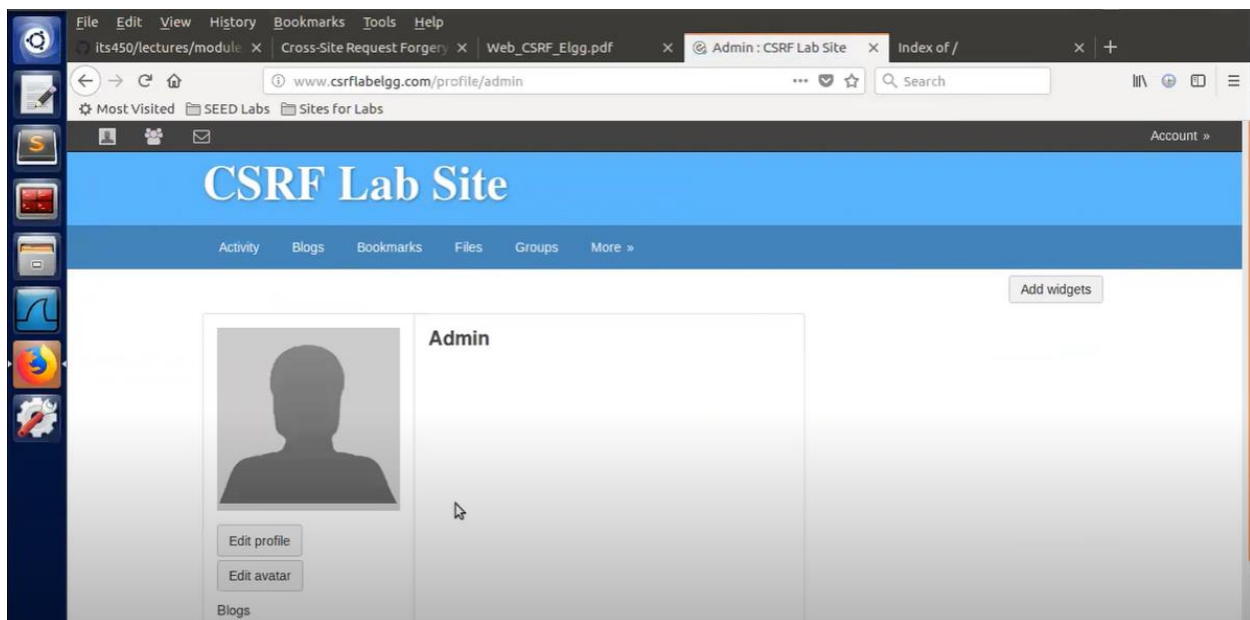 File Edit View History Bookmarks Tools Help
its450/lectures/module Cross-Site Request Forgery Web_CSRF_Elgg.pdf Admin : CSRF Lab Site Index of /
www.csrflabelgg.com/profile/admin Search
Most Visited SEED Labs Sites for Labs
Account »
CSRF Lab Site
Activity Blogs Bookmarks Files Groups More »
Add widgets
Admin
Edit profile
Edit avatar
Blogs